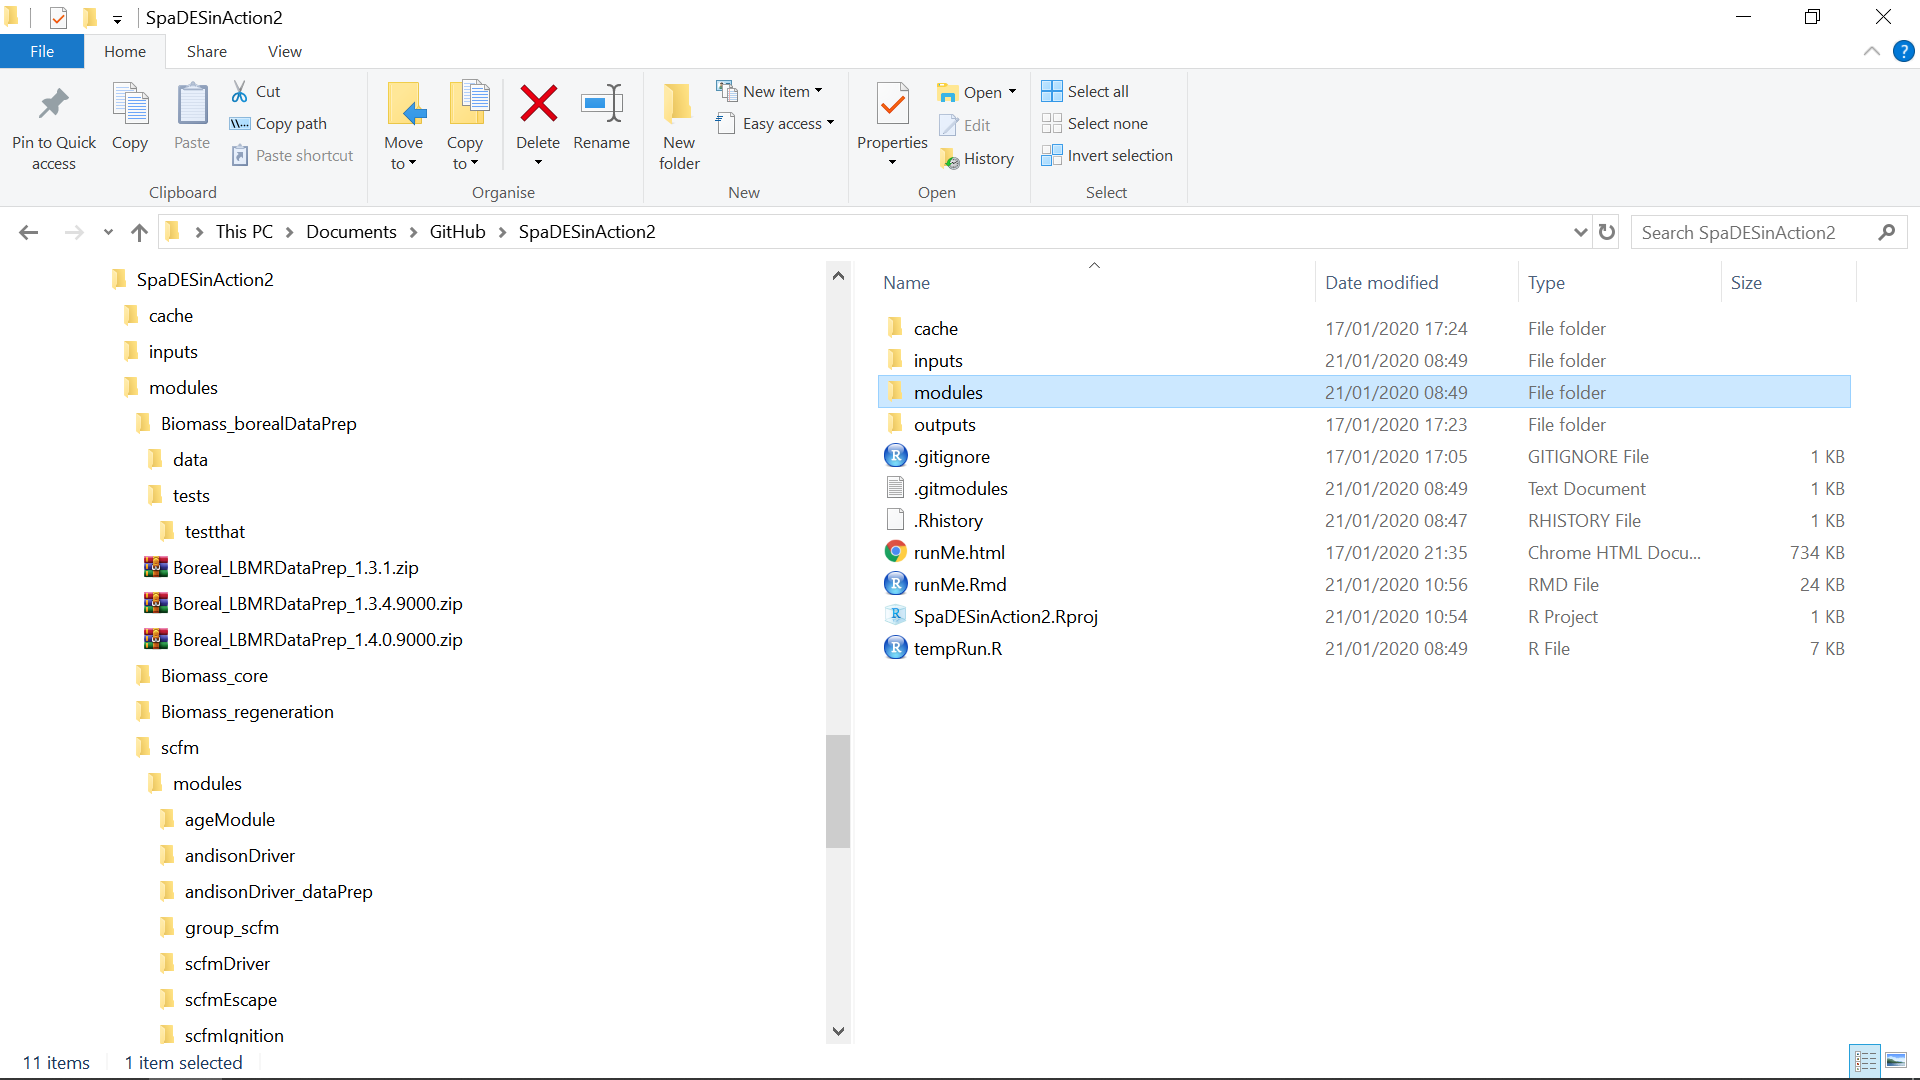 SpaDESinAction2
File Home Share View
Pin to Quick access
Copy
Paste
Cut
Copy path
Paste shortcut
Clipboard
Move to
Copy to
Delete
Rename
Organise
New folder
New item
Easy access
New
Properties
Open
Edit
History
Open
Select all
Select none
Invert selection
Select
This PC > Documents > GitHub > SpaDESinAction2
Search SpaDESinAction2
SpaDESinAction2
cache
inputs
modules
Biomass_borealDataPrep
data
tests
testthat
Boreal_LBMRDataPrep_1.3.1.zip
Boreal_LBMRDataPrep_1.3.4.9000.zip
Boreal_LBMRDataPrep_1.4.0.9000.zip
Biomass_core
Biomass_regeneration
scfm
modules
ageModule
andisonDriver
andisonDriver_dataPrep
group_scfm
scfmDriver
scfmEscape
scfmIgnition
Name Date modified Type Size
cache 17/01/2020 17:24 File folder
inputs 21/01/2020 08:49 File folder
modules 21/01/2020 08:49 File folder
outputs 17/01/2020 17:23 File folder
.gitignore 17/01/2020 17:05 GITIGNORE File 1 KB
.gitmodules 21/01/2020 08:49 Text Document 1 KB
.Rhistory 21/01/2020 08:47 RHISTORY File 1 KB
runMe.html 17/01/2020 21:35 Chrome HTML Docu... 734 KB
runMe.Rmd 21/01/2020 10:56 RMD File 24 KB
SpaDESinAction2.Rproj 21/01/2020 10:54 R Project 1 KB
tempRun.R 21/01/2020 08:49 R File 7 KB
11 items 1 item selected